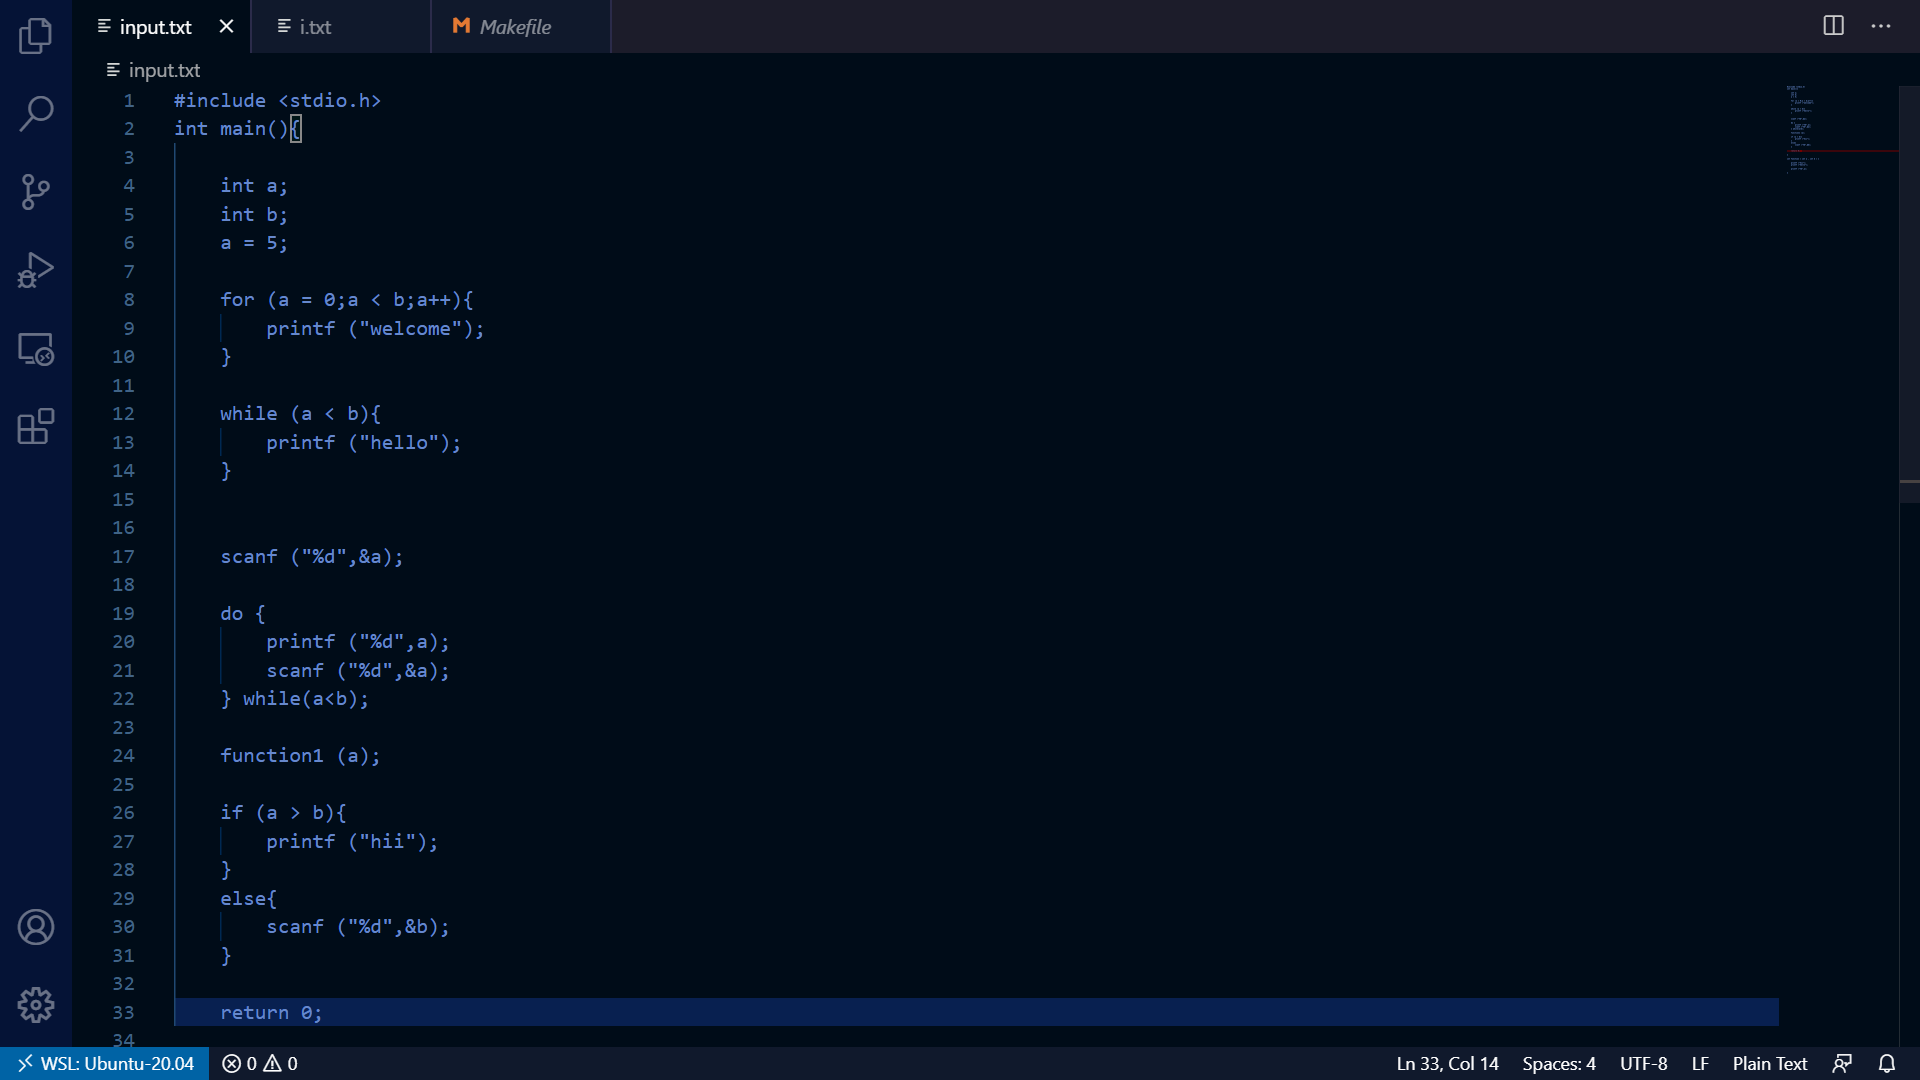 input.txt
i.txt
Makefile
input.txt
1 #include <stdio.h>
2 int main(){
3
4 int a;
5 int b;
6 a = 5;
7
8 for (a = 0;a < b;a++){
9 printf ("welcome");
10 }
11
12 while (a < b){
13 printf ("hello");
14 }
15
16
17 scanf ("%d",&a);
18
19 do {
20 printf ("%d",a);
21 scanf ("%d",&a);
22 } while(a<b);
23
24 function1 (a);
25
26 if (a > b){
27 printf ("hii");
28 }
29 else{
30 scanf ("%d",&b);
31 }
32
33 return 0;
34
WSL: Ubuntu-20.04 0 0 Ln 33, Col 14 Spaces: 4 UTF-8 LF Plain Text